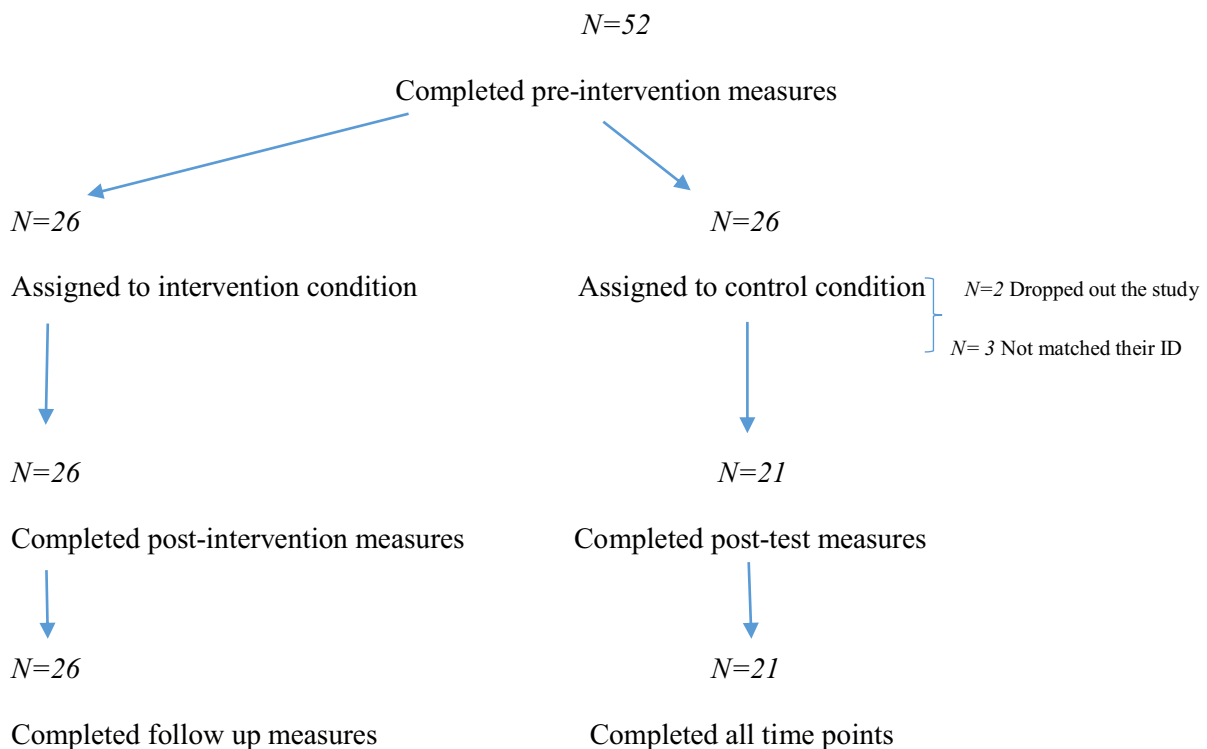 N=52
Completed pre-intervention measures
N=26
N=26
Assigned to intervention condition
Assigned to control condition
N=2 Dropped out the study
N= 3 Not matched their ID
N=26
N=21
Completed post-intervention measures
Completed post-test measures
N=26
N=21
Completed follow up measures
Completed all time points